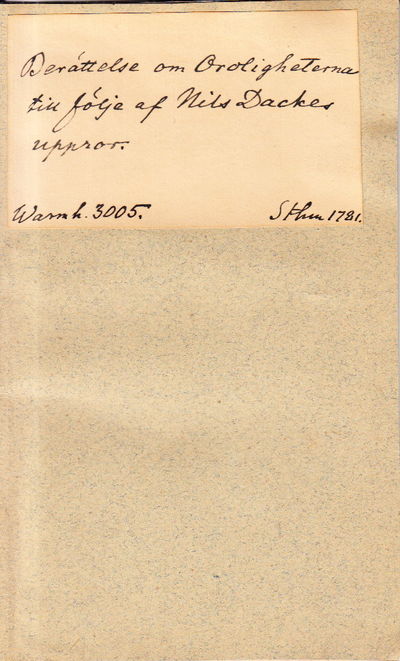 Berättelse om Oroligheterna
till följe af Nils Dackes
uppror.
Warmh. 3005. Sthm 1781.